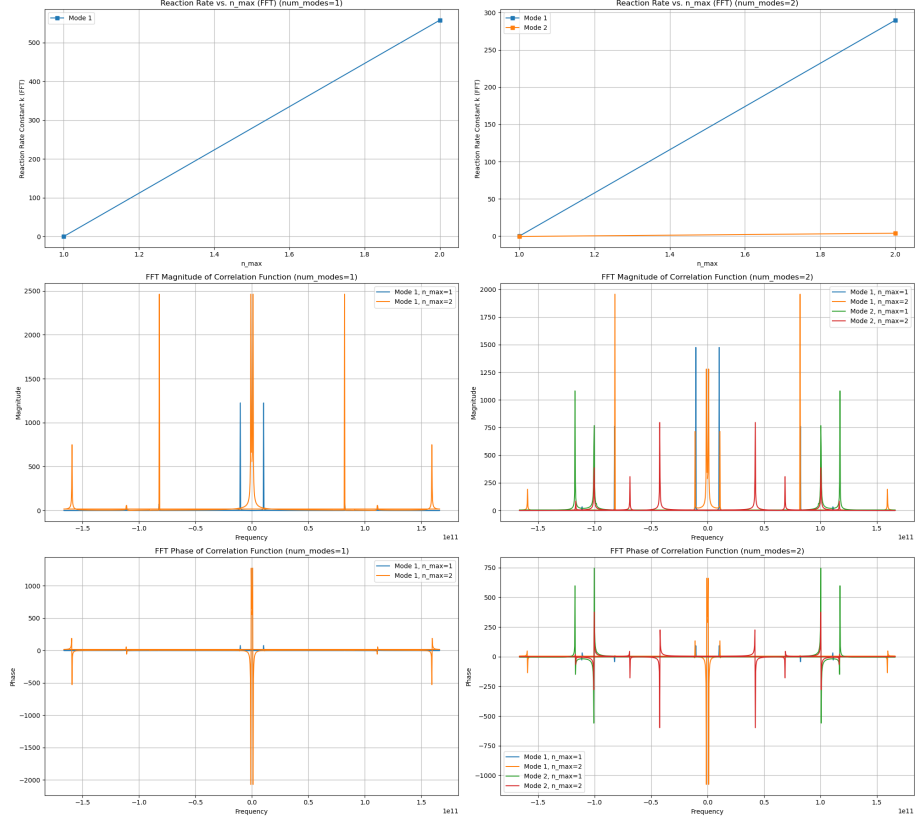 Reaction Rate vs. n_max (FFT) (num_modes=1)
Mode 1
Reaction Rate Constant k (FFT)
500
400
300
200
100
0
1.0 1.2 1.4 1.6 1.8 2.0
n_max
Reaction Rate vs. n_max (FFT) (num_modes=2)
Mode 1
Mode 2
Reaction Rate Constant k (FFT)
300
250
200
150
100
50
0
1.0 1.2 1.4 1.6 1.8 2.0
n_max
FFT Magnitude of Correlation Function (num_modes=1)
Mode 1, n_max=1
Mode 1, n_max=2
Magnitude
2500
2000
1500
1000
500
0
−1.5 −1.0 −0.5 0.0 0.5 1.0 1.5
Frequency
1e11
FFT Magnitude of Correlation Function (num_modes=2)
Mode 1, n_max=1
Mode 1, n_max=2
Mode 2, n_max=1
Mode 2, n_max=2
Magnitude
2000
1750
1500
1250
1000
750
500
250
0
−1.5 −1.0 −0.5 0.0 0.5 1.0 1.5
Frequency
1e11
FFT Phase of Correlation Function (num_modes=1)
Mode 1, n_max=1
Mode 1, n_max=2
Phase
1000
500
0
−500
−1000
−1500
−2000
−1.5 −1.0 −0.5 0.0 0.5 1.0 1.5
Frequency
1e11
FFT Phase of Correlation Function (num_modes=2)
Phase
750
500
250
0
−250
−500
−750
−1000
Mode 1, n_max=1
Mode 1, n_max=2
Mode 2, n_max=1
Mode 2, n_max=2
−1.5 −1.0 −0.5 0.0 0.5 1.0 1.5
Frequency
1e11